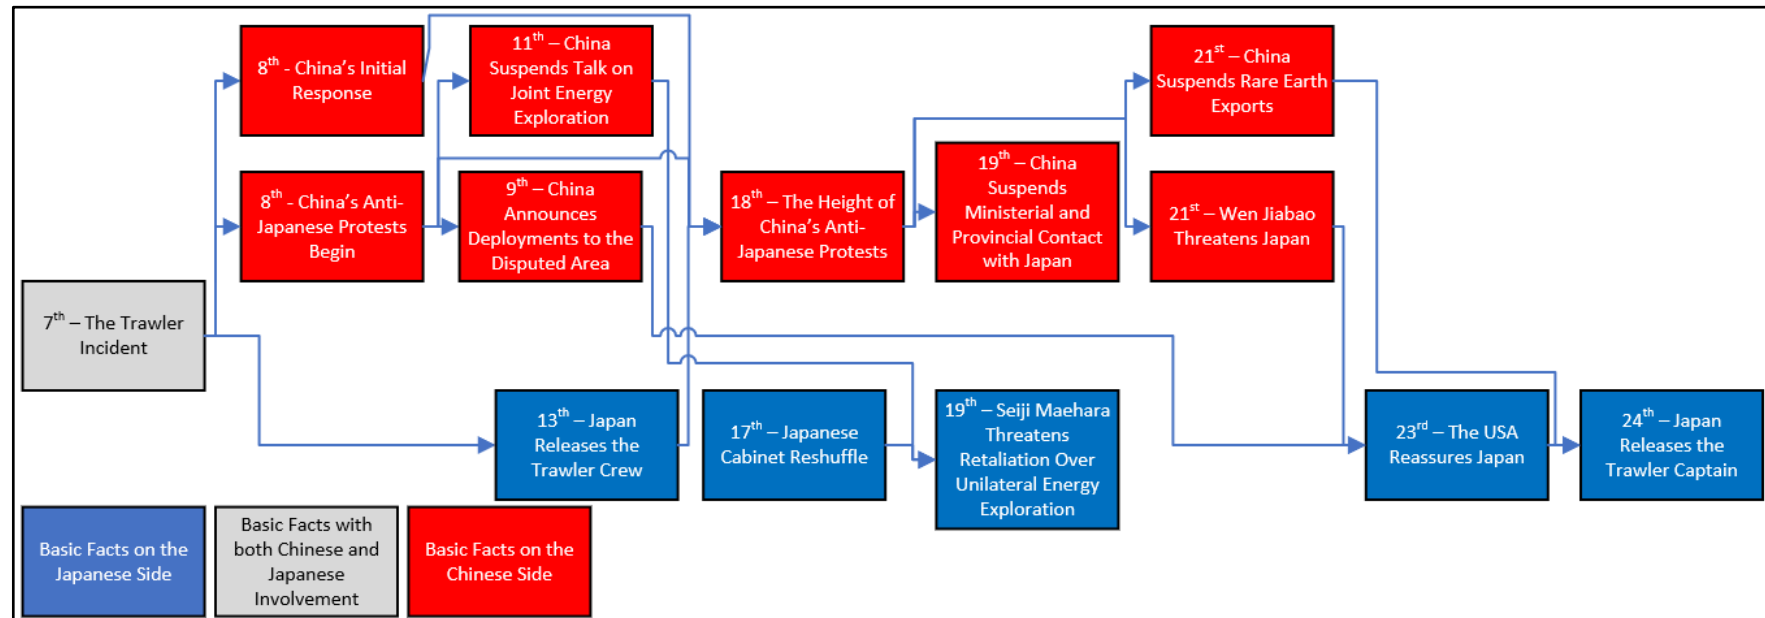 8th - China's Initial
Response
11th – China
Suspends Talk on
Joint Energy
Exploration
21st – China
Suspends Rare Earth
Exports
8th - China's Anti-
Japanese Protests
Begin
9th – China
Announces
Deployments to the
Disputed Area
18th – The Height of
China's Anti-
Japanese Protests
19th – China
Suspends
Ministerial and
Provincial Contact
with Japan
21st – Wen Jiabao
Threatens Japan
7th – The Trawler
Incident
13th – Japan
Releases the
Trawler Crew
17th – Japanese
Cabinet Reshuffle
19th – Seiji Maehara
Threatens
Retaliation Over
Unilateral Energy
Exploration
23rd – The USA
Reassures Japan
24th – Japan
Releases the
Trawler Captain
Basic Facts on the
Japanese Side
Basic Facts with
both Chinese and
Japanese
Involvement
Basic Facts on the
Chinese Side